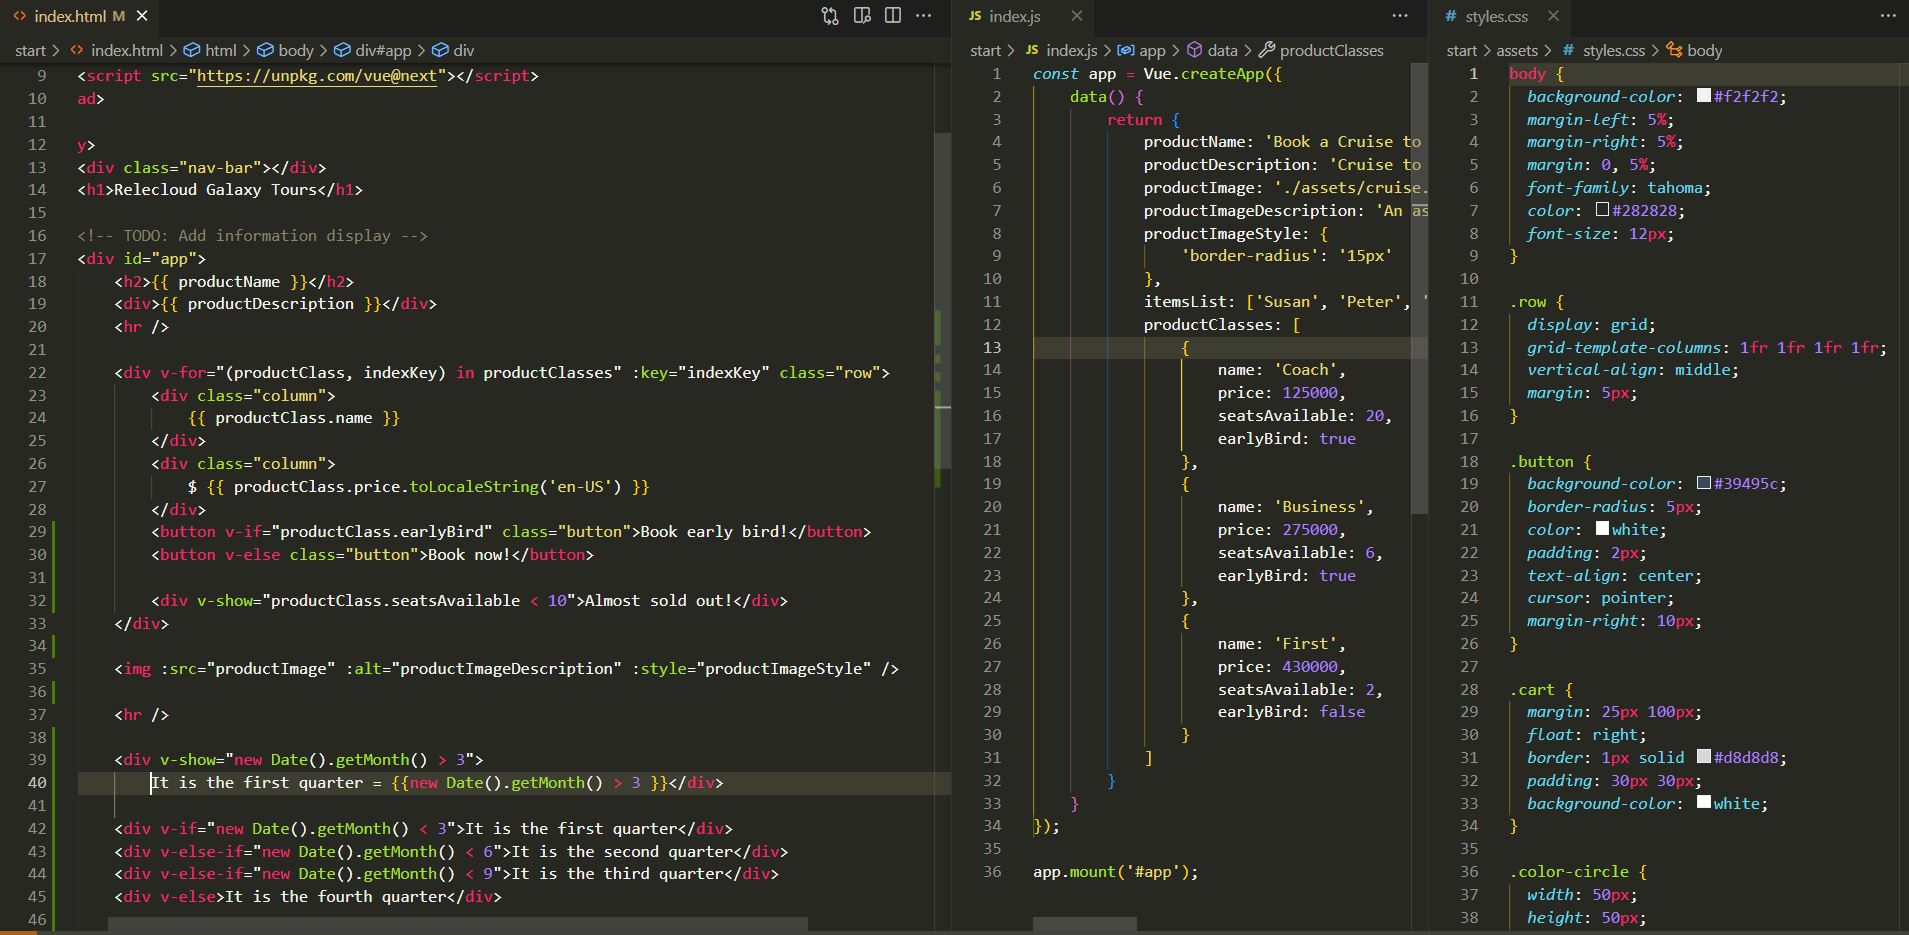 index.html M
start > index.html > html > body > div#app > div
9 <script src="https://unpkg.com/vue@next"></script>
10 ad>
11
12 y>
13 <div class="nav-bar"></div>
14 <h1>Relecloud Galaxy Tours</h1>
15
16 <!-- TODO: Add information display -->
17 <div id="app">
18 <h2>{{ productName }}</h2>
19 <div>{{ productDescription }}</div>
20 <hr />
21
22 <div v-for="(productClass, indexKey) in productClasses" :key="indexKey" class="row">
23 <div class="column">
24 {{ productClass.name }}
25 </div>
26 <div class="column">
27 $ {{ productClass.price.toLocaleString('en-US') }}
28 </div>
29 <button v-if="productClass.earlyBird" class="button">Book early bird!</button>
30 <button v-else class="button">Book now!</button>
31
32 <div v-show="productClass.seatsAvailable < 10">Almost sold out!</div>
33 </div>
34
35 <img :src="productImage" :alt="productImageDescription" :style="productImageStyle" />
36
37 <hr />
38
39 <div v-show="new Date().getMonth() > 3">
40 It is the first quarter = {{new Date().getMonth() > 3 }}</div>
41
42 <div v-if="new Date().getMonth() < 3">It is the first quarter</div>
43 <div v-else-if="new Date().getMonth() < 6">It is the second quarter</div>
44 <div v-else-if="new Date().getMonth() < 9">It is the third quarter</div>
45 <div v-else>It is the fourth quarter</div>
46
JS index.js
start > JS index.js > app > data > productClasses
1 const app = Vue.createApp({
2 data() {
3 return {
4 productName: 'Book a Cruise to
5 productDescription: 'Cruise to
6 productImage: './assets/cruise.
7 productImageDescription: 'An as
8 productImageStyle: {
9 'border-radius': '15px'
10 },
11 itemsList: ['Susan', 'Peter', '
12 productClasses: [
13 {
14 name: 'Coach',
15 price: 125000,
16 seatsAvailable: 20,
17 earlyBird: true
18 },
19 {
20 name: 'Business',
21 price: 275000,
22 seatsAvailable: 6,
23 earlyBird: true
24 },
25 {
26 name: 'First',
27 price: 430000,
28 seatsAvailable: 2,
29 earlyBird: false
30 }
31 ]
32 }
33 }
34 });
35
36 app.mount('#app');
# styles.css
start > assets > # styles.css > body
1 body {
2 background-color: #f2f2f2;
3 margin-left: 5%;
4 margin-right: 5%;
5 margin: 0, 5%;
6 font-family: tahoma;
7 color: #282828;
8 font-size: 12px;
9 }
10
11 .row {
12 display: grid;
13 grid-template-columns: 1fr 1fr 1fr 1fr;
14 vertical-align: middle;
15 margin: 5px;
16 }
17
18 .button {
19 background-color: #39495c;
20 border-radius: 5px;
21 color: white;
22 padding: 2px;
23 text-align: center;
24 cursor: pointer;
25 margin-right: 10px;
26 }
27
28 .cart {
29 margin: 25px 100px;
30 float: right;
31 border: 1px solid #d8d8d8;
32 padding: 30px 30px;
33 background-color: white;
34 }
35
36 .color-circle {
37 width: 50px;
38 height: 50px;